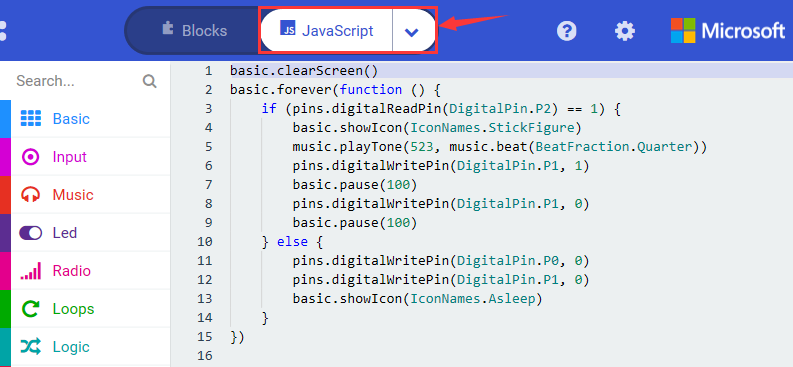 Blocks
JS JavaScript
?
Microsoft
Search...
Basic
Input
Music
Led
Radio
Loops
Logic
1 basic.clearScreen()
2 basic.forever(function () {
3     if (pins.digitalReadPin(DigitalPin.P2) == 1) {
4         basic.showIcon(IconNames.StickFigure)
5         music.playTone(523, music.beat(BeatFraction.Quarter))
6         pins.digitalWritePin(DigitalPin.P1, 1)
7         basic.pause(100)
8         pins.digitalWritePin(DigitalPin.P1, 0)
9         basic.pause(100)
10     } else {
11         pins.digitalWritePin(DigitalPin.P0, 0)
12         pins.digitalWritePin(DigitalPin.P1, 0)
13         basic.showIcon(IconNames.Asleep)
14     }
15 })
16